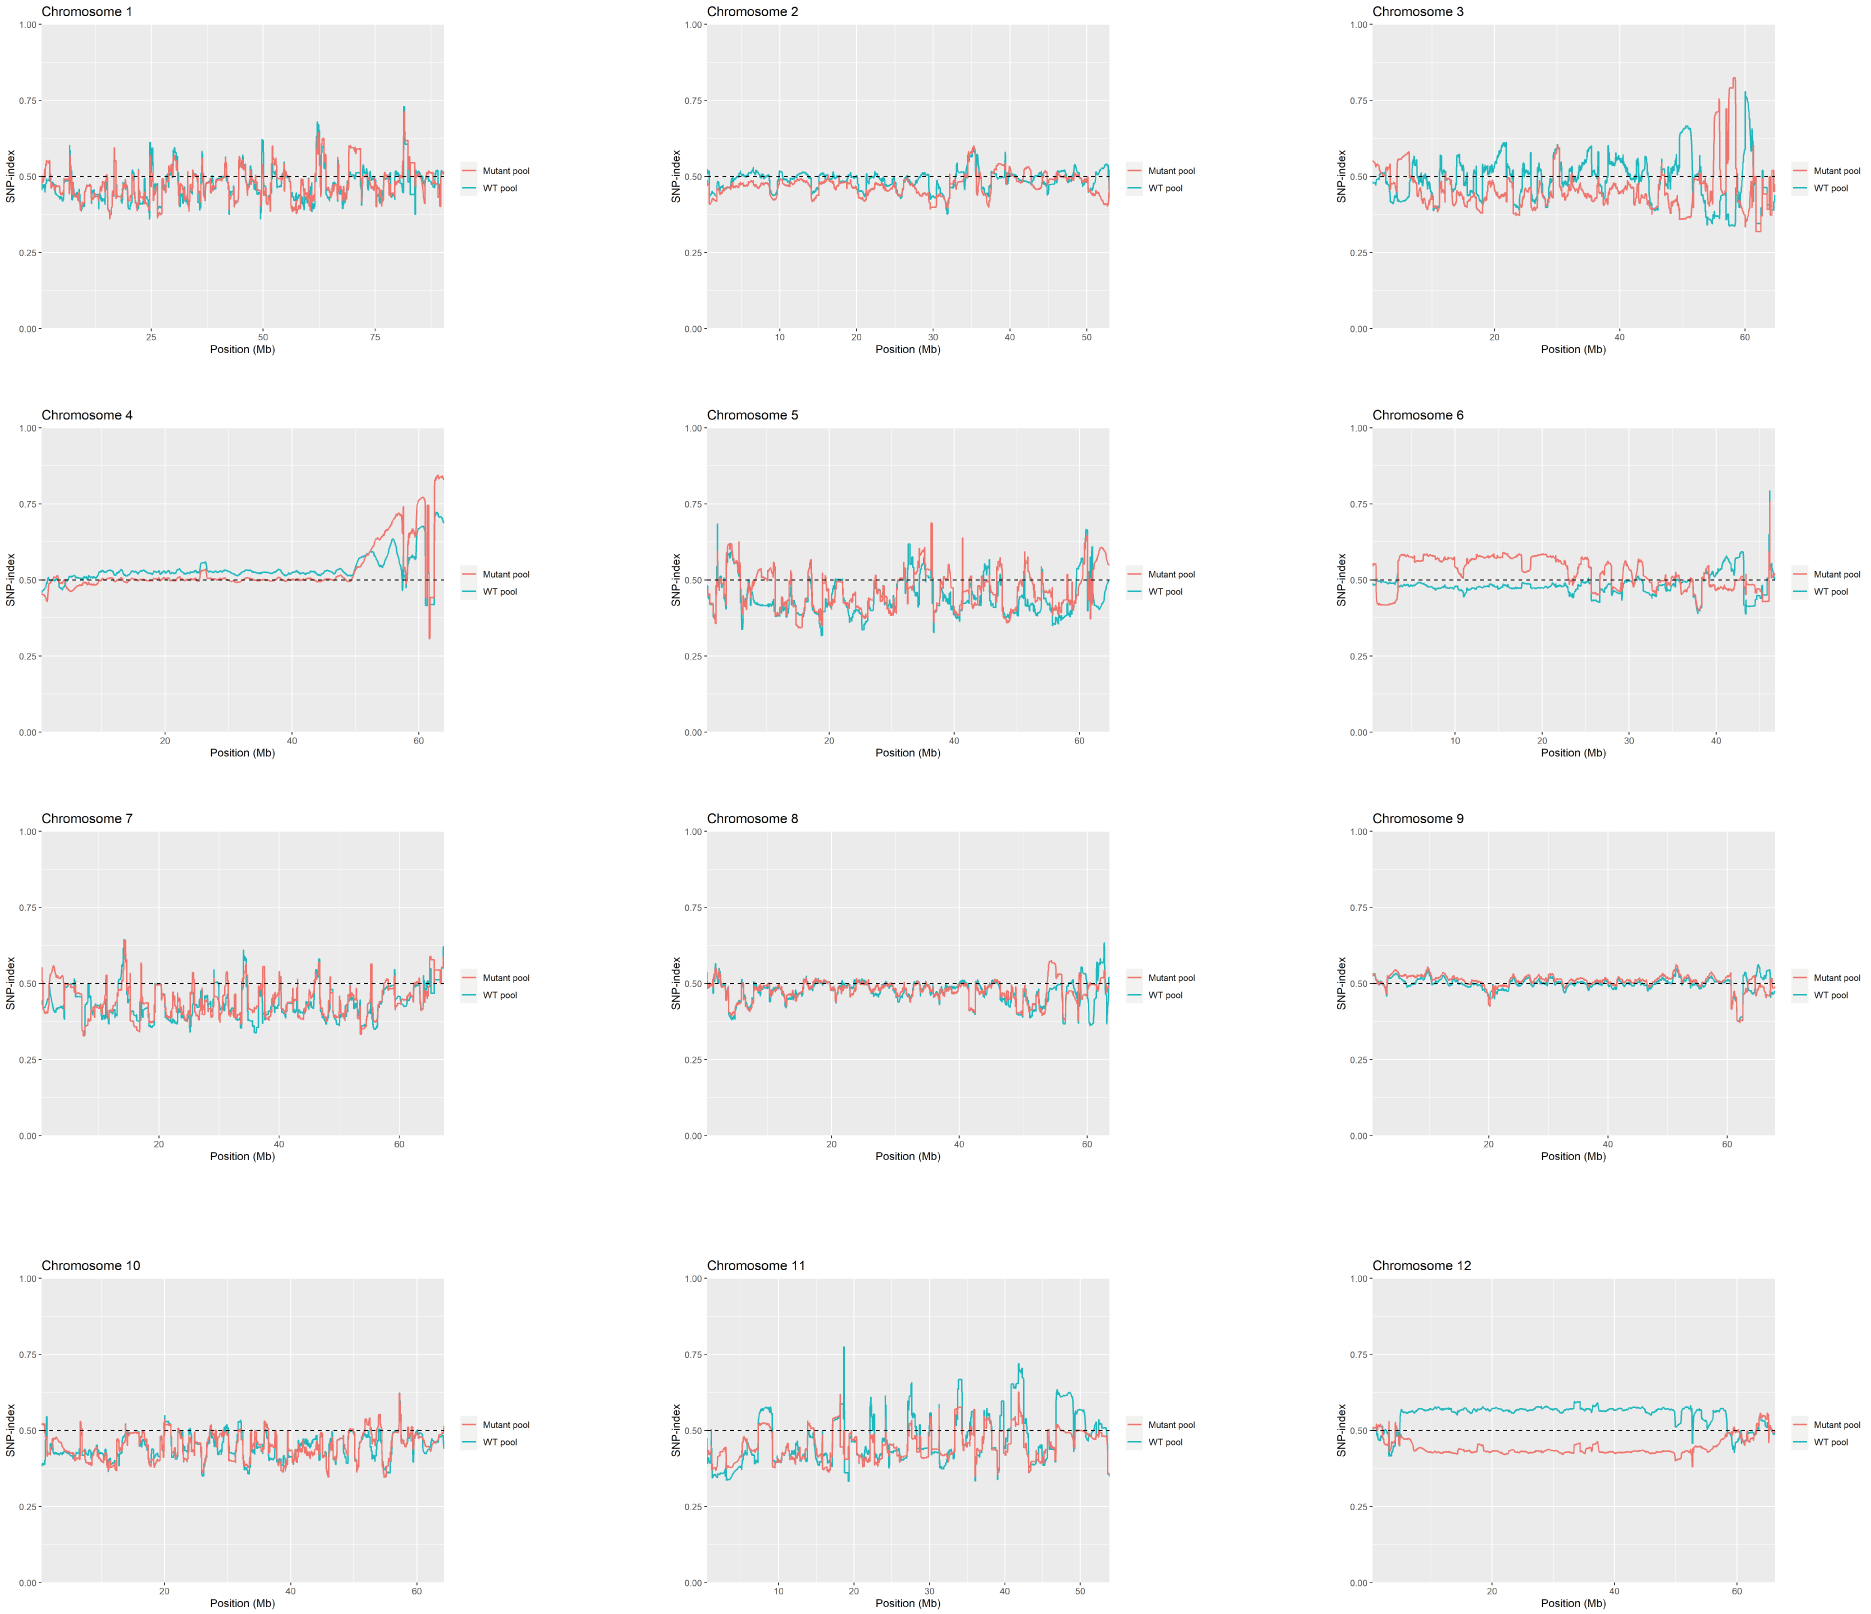 Chromosome 1
1.00
0.75
0.50
0.25
0.00
SNP-index
25
50
75
Position (Mb)
Mutant pool
WT pool
Chromosome 2
1.00
0.75
0.50
0.25
0.00
SNP-index
10
20
30
40
50
Position (Mb)
Mutant pool
WT pool
Chromosome 3
1.00
0.75
0.50
0.25
0.00
SNP-index
20
40
60
Position (Mb)
Mutant pool
WT pool
Chromosome 4
1.00
0.75
0.50
0.25
0.00
SNP-index
20
40
60
Position (Mb)
Mutant pool
WT pool
Chromosome 5
1.00
0.75
0.50
0.25
0.00
SNP-index
20
40
60
Position (Mb)
Mutant pool
WT pool
Chromosome 6
1.00
0.75
0.50
0.25
0.00
SNP-index
10
20
30
40
Position (Mb)
Mutant pool
WT pool
Chromosome 7
1.00
0.75
0.50
0.25
0.00
SNP-index
20
40
60
Position (Mb)
Mutant pool
WT pool
Chromosome 8
1.00
0.75
0.50
0.25
0.00
SNP-index
20
40
60
Position (Mb)
Mutant pool
WT pool
Chromosome 9
1.00
0.75
0.50
0.25
0.00
SNP-index
20
40
60
Position (Mb)
Mutant pool
WT pool
Chromosome 10
1.00
0.75
0.50
0.25
0.00
SNP-index
20
40
60
Position (Mb)
Mutant pool
WT pool
Chromosome 11
1.00
0.75
0.50
0.25
0.00
SNP-index
10
20
30
40
50
Position (Mb)
Mutant pool
WT pool
Chromosome 12
1.00
0.75
0.50
0.25
0.00
SNP-index
20
40
60
Position (Mb)
Mutant pool
WT pool